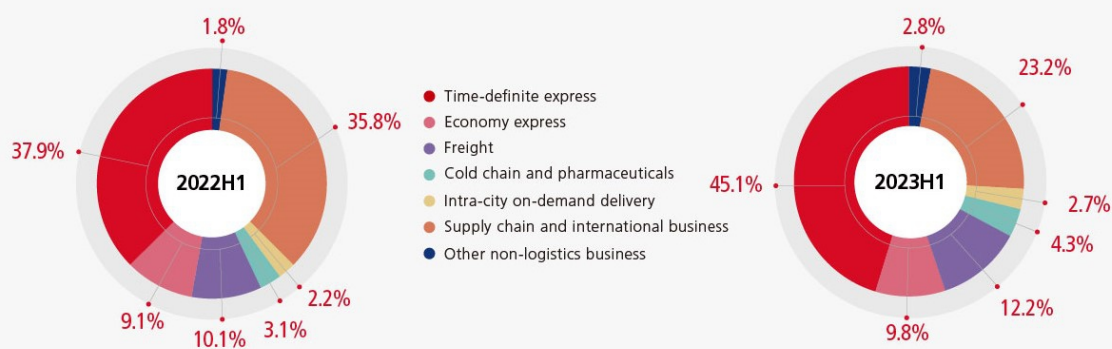 1.8%
35.8%
37.9%
2022H1
2.2%
3.1%
10.1%
9.1%
Time-definite express
Economy express
Freight
Cold chain and pharmaceuticals
Intra-city on-demand delivery
Supply chain and international business
Other non-logistics business
2.8%
23.2%
45.1%
2023H1
2.7%
4.3%
12.2%
9.8%